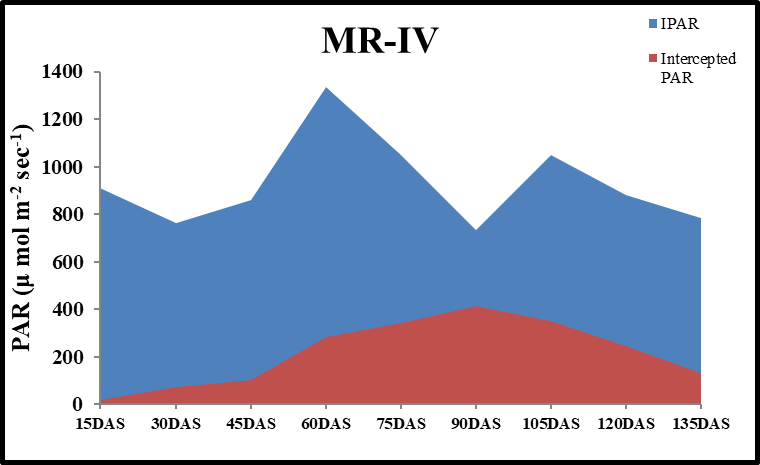 MR-IV
IPAR
Intercepted
PAR
PAR (µ mol m⁻² sec⁻¹)
1400
1200
1000
800
600
400
200
0
15DAS 30DAS 45DAS 60DAS 75DAS 90DAS 105DAS 120DAS 135DAS